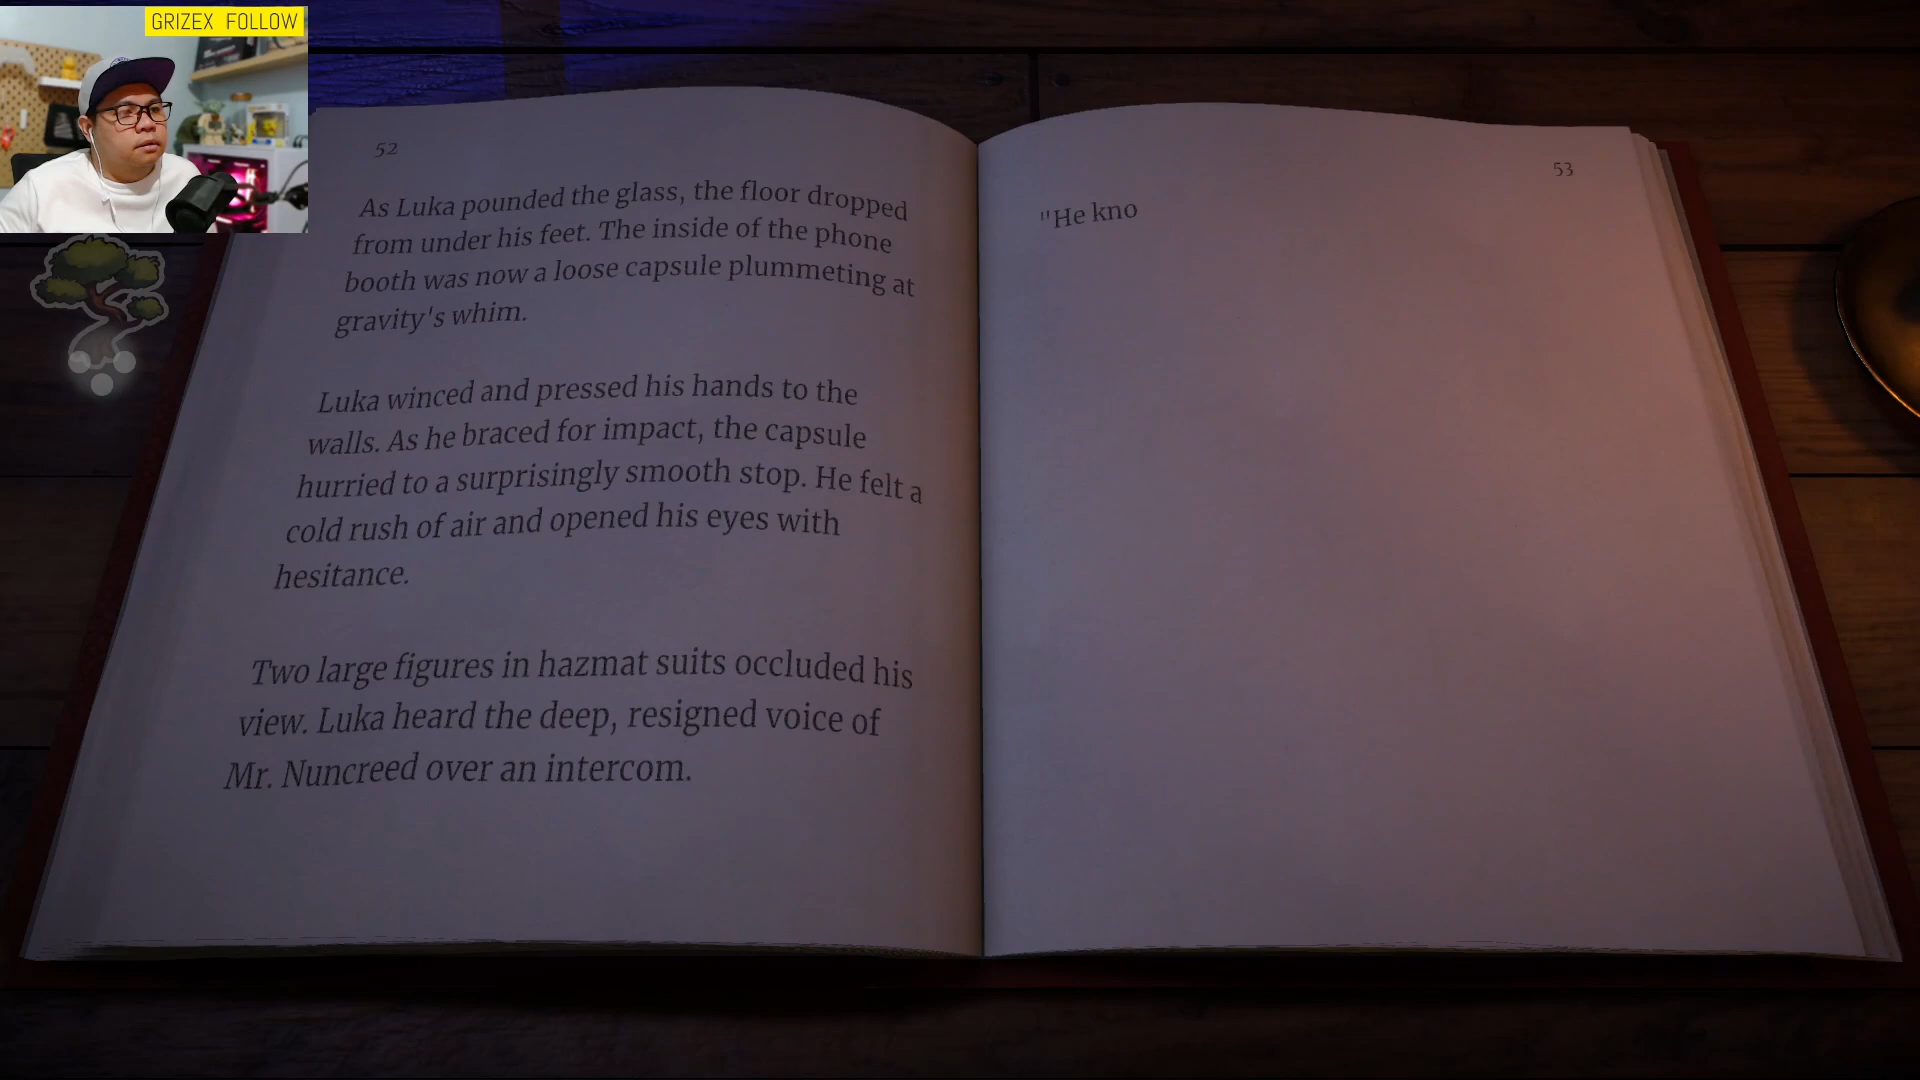 GRIZEX FOLLOW
52
As Luka pounded the glass, the floor dropped
from under his feet. The inside of the phone
booth was now a loose capsule plummeting at
gravity's whim.
Luka winced and pressed his hands to the
walls. As he braced for impact, the capsule
hurried to a surprisingly smooth stop. He felt a
cold rush of air and opened his eyes with
hesitance.
Two large figures in hazmat suits occluded his
view. Luka heard the deep, resigned voice of
Mr. Nuncreed over an intercom.
53
"He kno